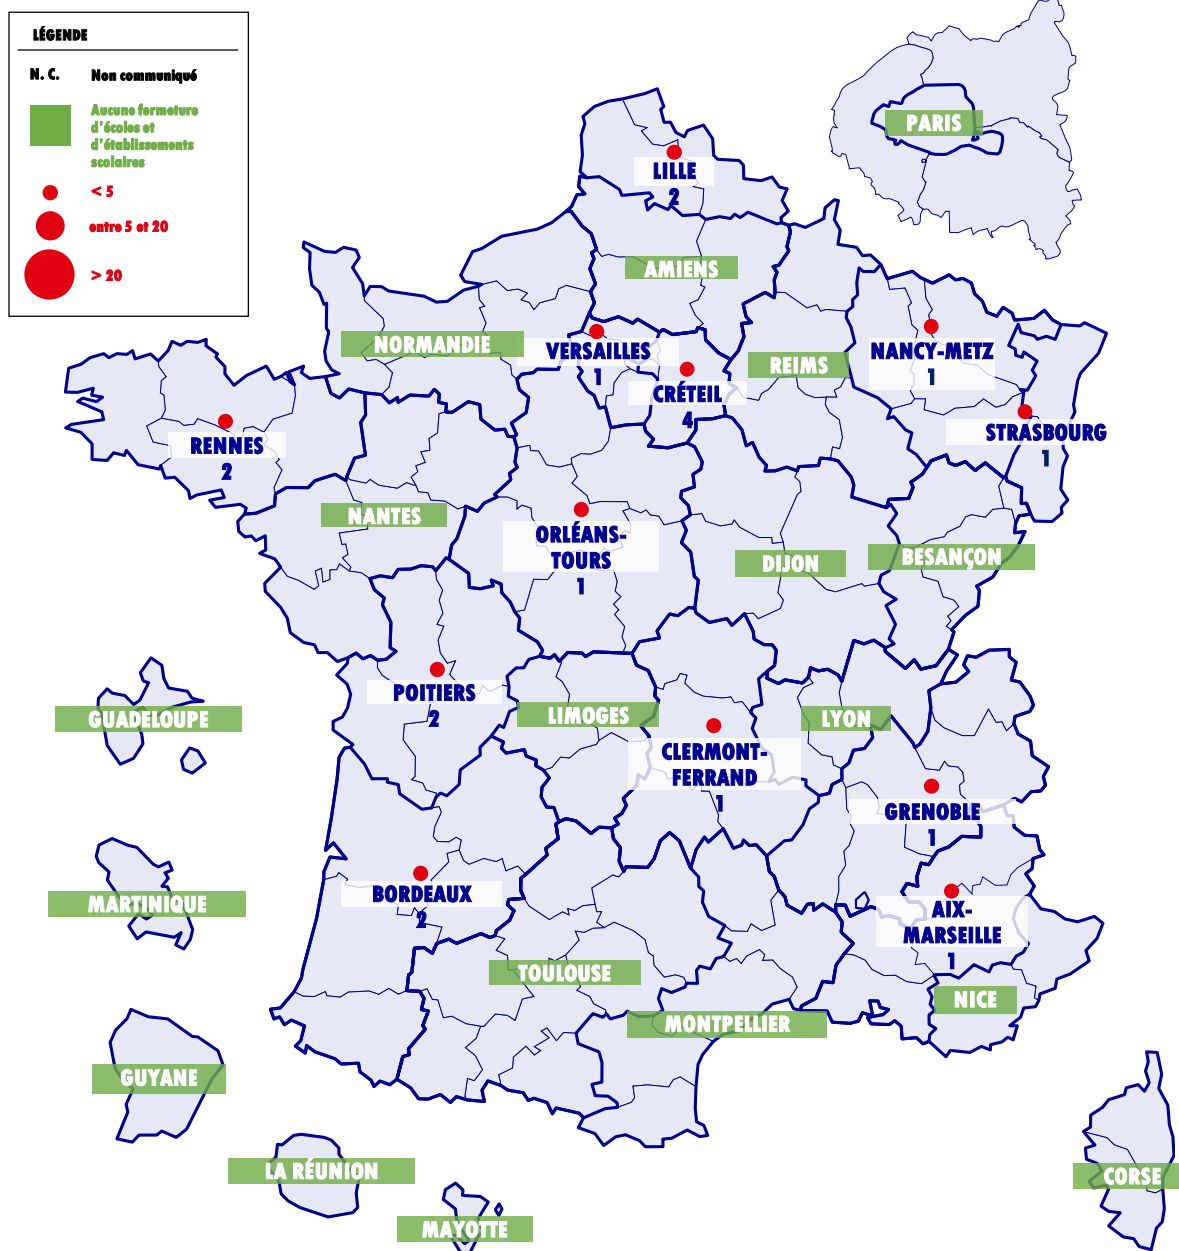 LÉGENDE
N. C. Non communiqué
Aucune fermeture
d'écoles et
d'établissements
scolaires
< 5
entre 5 et 20
> 20
PARIS
LILLE
2
AMIENS
NORMANDIE
VERSAILLES
1
CRÉTEIL
4
REIMS
NANCY-METZ
1
STRASBOURG
1
RENNES
2
NANTES
ORLÉANS-
TOURS
1
DIJON
BESANÇON
POITIERS
2
LIMOGES
LYON
GUADELOUPE
CLERMONT-
FERRAND
1
GRENOBLE
1
BORDEAUX
2
MARTINIQUE
AIX-
MARSEILLE
1
TOULOUSE
NICE
MONTPELLIER
GUYANE
LA RÉUNION
CORSE
MAYOTTE